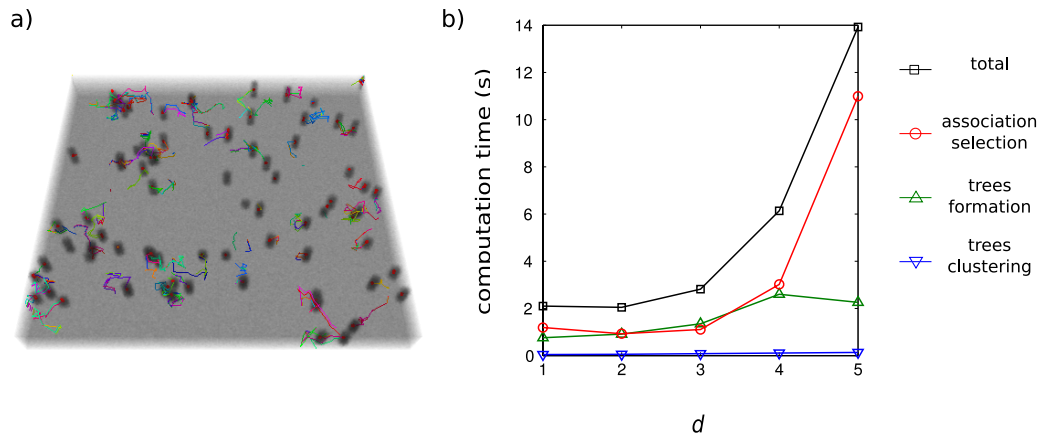 a)
b)
computation time (s)
14
12
10
8
6
4
2
0
1 2 3 4 5
d
total
association
selection
trees
formation
trees
clustering